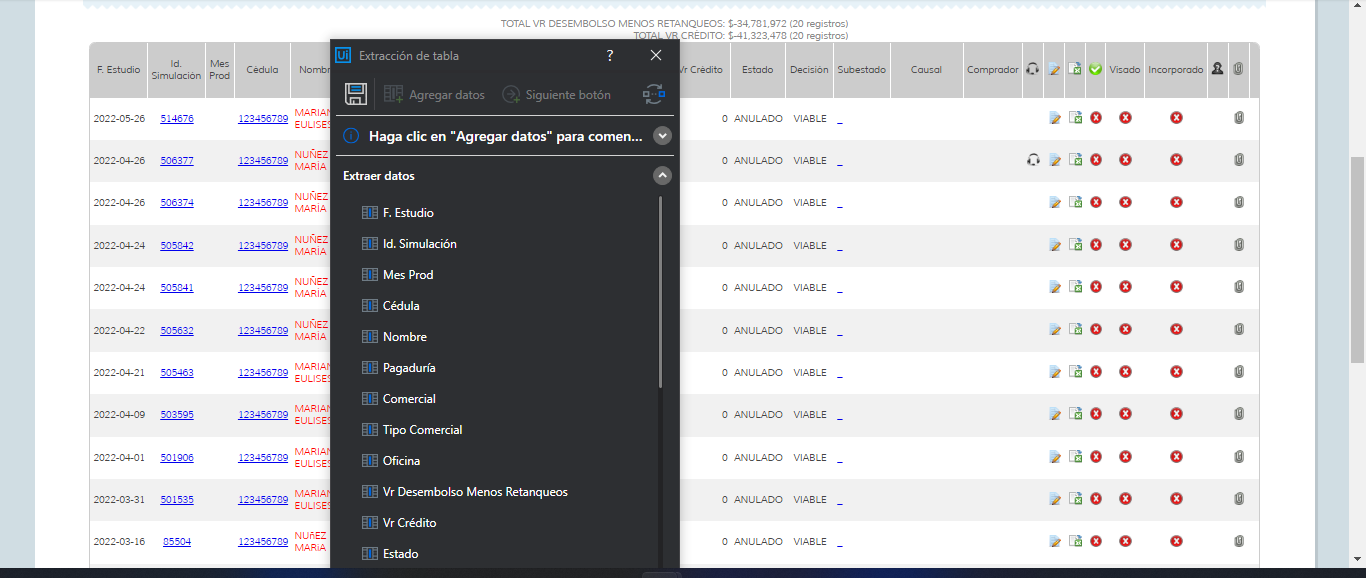 TOTAL VR DESEMBOLSO MENOS RETANQUEOS: $-34,781,972 (20 registros)
TOTAL VR CRÉDITO: $-41,323,478 (20 registros)
F. Estudio Id. Simulación Mes Prod Cédula Nombr Vr Crédito Estado Decisión Subestado Causal Comprador Visado Incorporado
Ui Extracción de tabla ? ×
Agregar datos Siguiente botón
Haga clic en "Agregar datos" para comen...
Extraer datos
F. Estudio
Id. Simulación
Mes Prod
Cédula
Nombre
Pagaduría
Comercial
Tipo Comercial
Oficina
Vr Desembolso Menos Retanqueos
Vr Crédito
Estado
2022-05-26 514676 123456789 MARIAN EULISES 0 ANULADO VIABLE _
2022-04-26 506377 123456789 NUÑEZ MARIA 0 ANULADO VIABLE _
2022-04-26 506374 123456789 NUÑEZ MARIA 0 ANULADO VIABLE _
2022-04-24 505842 123456789 NUÑEZ MARIA 0 ANULADO VIABLE _
2022-04-24 505841 123456789 NUÑEZ MARIA 0 ANULADO VIABLE _
2022-04-22 505632 123456789 NUÑEZ MARIA 0 ANULADO VIABLE _
2022-04-21 505463 123456789 MARIAN EULISES 0 ANULADO VIABLE _
2022-04-09 503595 123456789 MARIAN EULISES 0 ANULADO VIABLE _
2022-04-01 501906 123456789 MARIAN EULISES 0 ANULADO VIABLE _
2022-03-31 501535 123456789 MARIAN EULISES 0 ANULADO VIABLE _
2022-03-16 85504 123456789 NUÑEZ MARIA 0 ANULADO VIABLE _